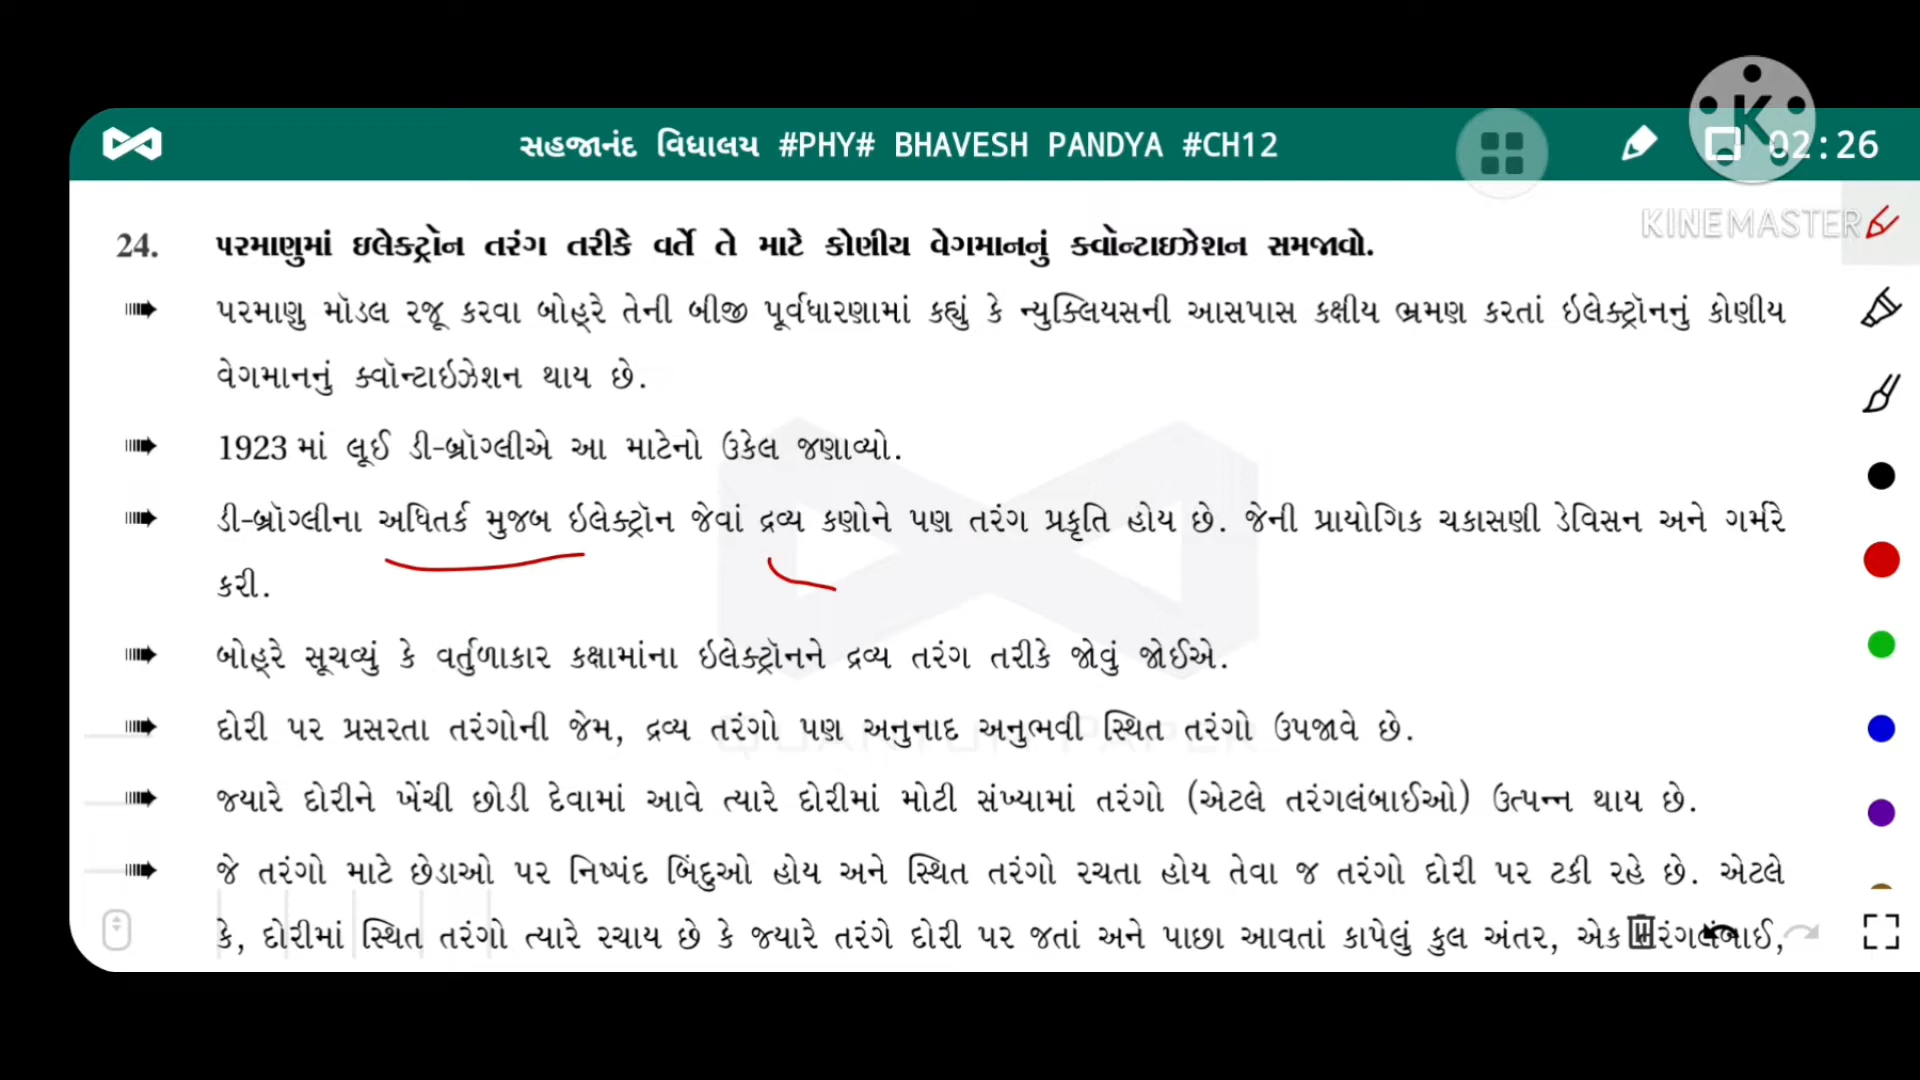 સહજાનંદ વિધાલય #PHY# BHAVESH PANDYA #CH12
02:26
KINEMASTER
24. પરમાણુમાં ઇલેક્ટ્રોન તરંગ તરીકે વર્તે તે માટે કોણીય વેગમાનનું ક્વૉન્ટાઇઝેશન સમજાવો.
પરમાણુ મૉડલ રજૂ કરવા બોહ્રે તેની બીજી પૂર્વધારણામાં કહ્યું કે ન્યુક્લિયસની આસપાસ કક્ષીય ભ્રમણ કરતાં ઇલેક્ટ્રૉનનું કોણીય
વેગમાનનું ક્વૉન્ટાઇઝેશન થાય છે.
1923 માં લૂઈ ડી-બ્રૉગ્લીએ આ માટેનો ઉકેલ જણાવ્યો.
ડી-બ્રૉગ્લીના અધિતર્ક મુજબ ઇલેક્ટ્રૉન જેવાં દ્રવ્ય કણોને પણ તરંગ પ્રકૃતિ હોય છે. જેની પ્રાયોગિક ચકાસણી ડેવિસન અને ગર્મરે
કરી.
બોહ્રે સૂચવ્યું કે વર્તુળાકાર કક્ષામાંના ઇલેક્ટ્રૉનને દ્રવ્ય તરંગ તરીકે જોવું જોઈએ.
દોરી પર પ્રસરતા તરંગોની જેમ, દ્રવ્ય તરંગો પણ અનુનાદ અનુભવી સ્થિત તરંગો ઉપજાવે છે.
જ્યારે દોરીને ખેંચી છોડી દેવામાં આવે ત્યારે દોરીમાં મોટી સંખ્યામાં તરંગો (એટલે તરંગલંબાઈઓ) ઉત્પન્ન થાય છે.
જે તરંગો માટે છેડાઓ પર નિષ્પંદ બિંદુઓ હોય અને સ્થિત તરંગો રચતા હોય તેવા જ તરંગો દોરી પર ટકી રહે છે. એટલે
કે, દોરીમાં સ્થિત તરંગો ત્યારે રચાય છે કે જ્યારે તરંગે દોરી પર જતાં અને પાછા આવતાં કાપેલું કુલ અંતર, એક